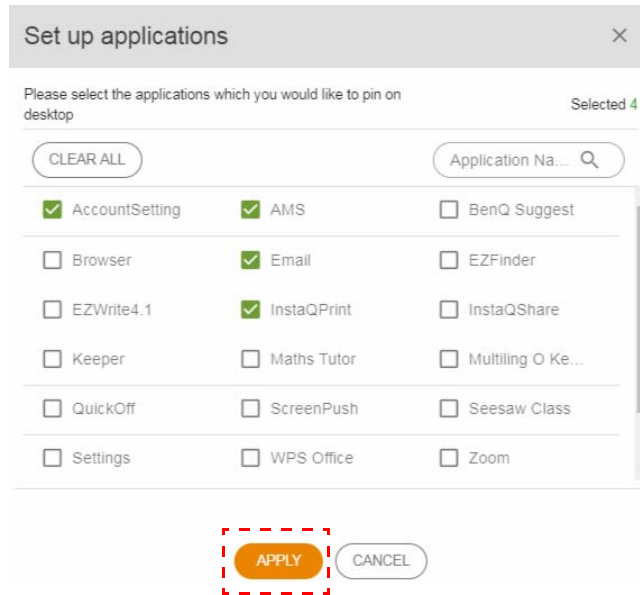 Set up applications
Please select the applications which you would like to pin on
desktop
Selected 4
CLEAR ALL
Application Na...
AccountSetting AMS BenQ Suggest
Browser Email EZFinder
EZWrite4.1 InstaQPrint InstaQShare
Keeper Maths Tutor Multiling O Ke...
QuickOff ScreenPush Seesaw Class
Settings WPS Office Zoom
APPLY CANCEL